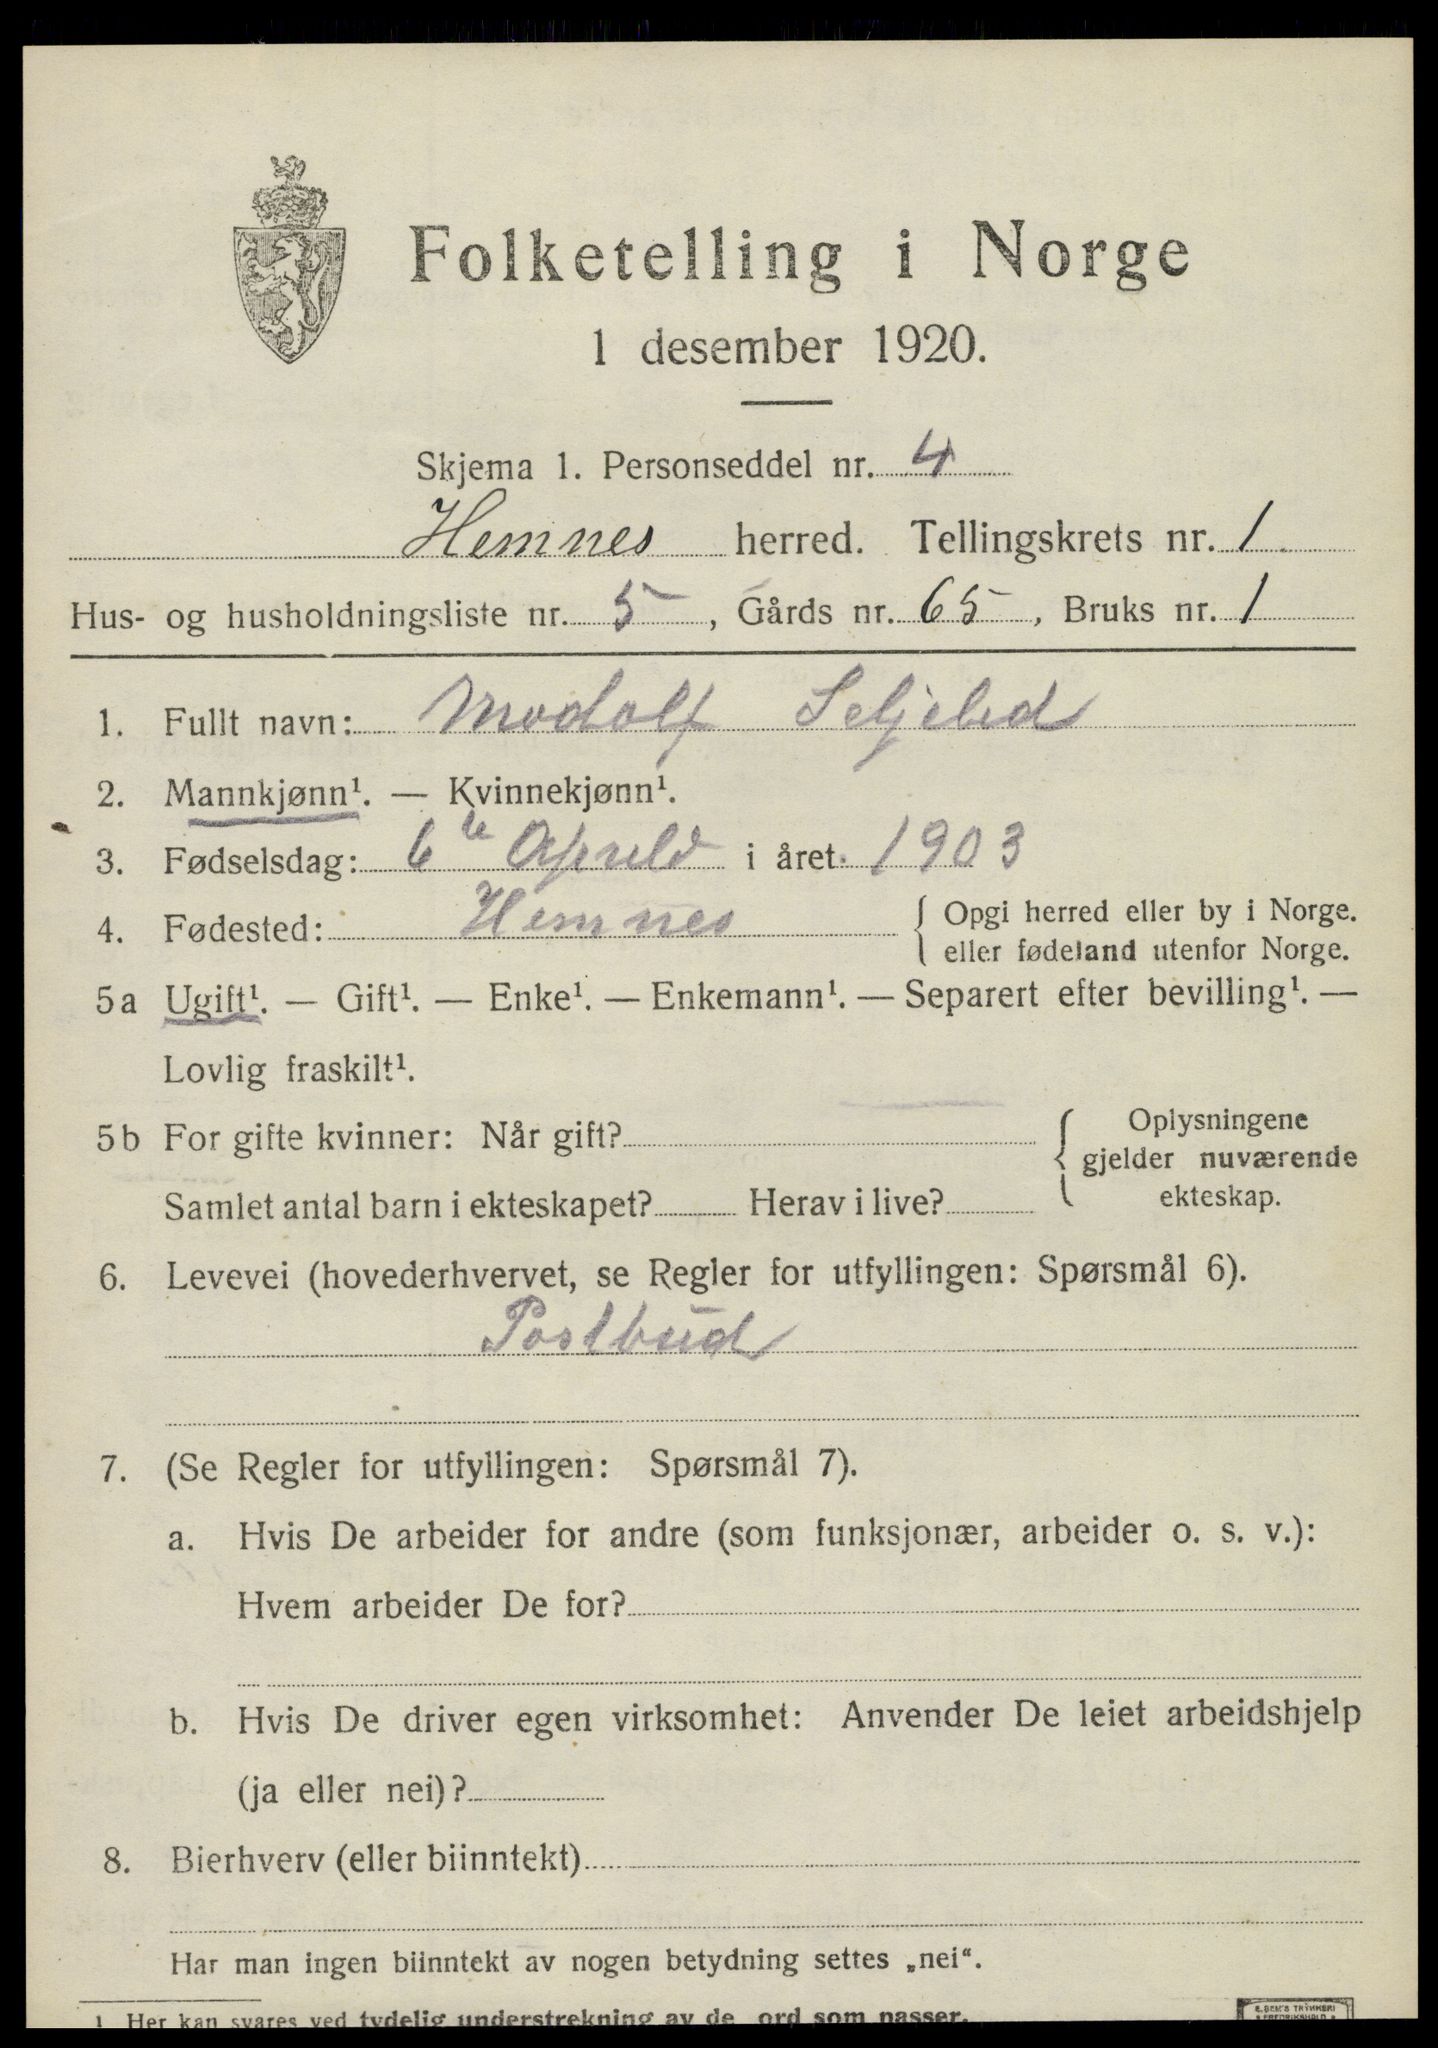 Folketelling i Norge
1 desember 1920.
Skjema 1. Personseddel nr. 4
Hemnes herred. Tellingskrets nr. 1
Hus- og husholdningsliste nr. 5, Gårds nr. 65, Bruks nr. 1
1. Fullt navn: Modolf Seljelid
2. Mannkjønn¹. — Kvinnekjønn¹.
3. Fødselsdag: 6te April i året 1903
4. Fødested: Hemnes { Opgi herred eller by i Norge.
eller fødeland utenfor Norge.
5a Ugift¹. — Gift¹. — Enke¹. — Enkemann¹. — Separert efter bevilling¹. —
Lovlig fraskilt¹.
5b For gifte kvinner: Når gift? { Oplysningene
gjelder nuværende
ekteskap.
Samlet antal barn i ekteskapet? Herav i live?
6. Levevei (hovederhvervet, se Regler for utfyllingen: Spørsmål 6).
Postbud
7. (Se Regler for utfyllingen: Spørsmål 7).
a. Hvis De arbeider for andre (som funksjonær, arbeider o. s. v.):
Hvem arbeider De for?
b. Hvis De driver egen virksomhet: Anvender De leiet arbeidshjelp
(ja eller nei)?
8. Bierhverv (eller biinntekt)
Har man ingen biinntekt av nogen betydning settes „nei“.
1 Her kan svares ved tydelig understrekning av de ord som passer.
E. SEM'S TRYKKERI
FREDRIKSHALD